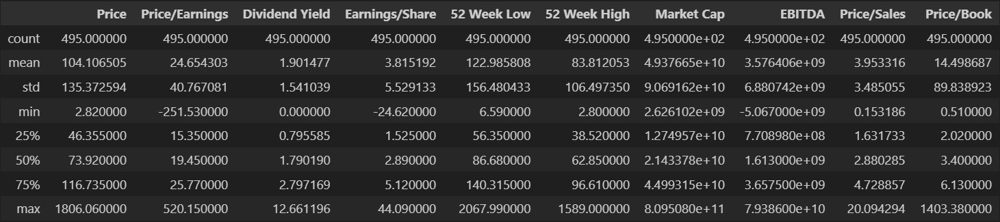 Price Price/Earnings Dividend Yield Earnings/Share 52 Week Low 52 Week High Market Cap EBITDA Price/Sales Price/Book
count 495.000000 495.000000 495.000000 495.000000 495.000000 495.000000 4.950000e+02 4.950000e+02 495.000000 495.000000
mean 104.106505 24.654303 1.901477 3.815192 122.985808 83.812053 4.937665e+10 3.576406e+09 3.953316 14.498687
std 135.372594 40.767081 1.541039 5.529133 156.480433 106.497350 9.069162e+10 6.880742e+09 3.485055 89.838923
min 2.820000 -251.530000 0.000000 -24.620000 6.590000 2.800000 2.626102e+09 -5.067000e+09 0.153186 0.510000
25% 46.355000 15.350000 0.795585 1.525000 56.350000 38.520000 1.274957e+10 7.708980e+08 1.631733 2.020000
50% 73.920000 19.450000 1.790190 2.890000 86.680000 62.850000 2.143378e+10 1.613000e+09 2.880285 3.400000
75% 116.735000 25.770000 2.797169 5.120000 140.315000 96.610000 4.499315e+10 3.657500e+09 4.728857 6.130000
max 1806.060000 520.150000 12.661196 44.090000 2067.990000 1589.000000 8.095080e+11 7.938600e+10 20.094294 1403.380000